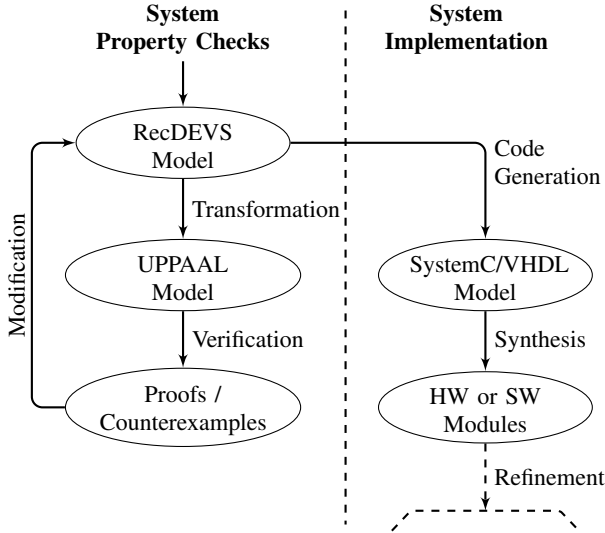 System
Property Checks
System
Implementation
RecDEVS
Model
Code
Generation
Transformation
Modification
UPPAAL
Model
SystemC/VHDL
Model
Verification
Synthesis
Proofs /
Counterexamples
HW or SW
Modules
Refinement